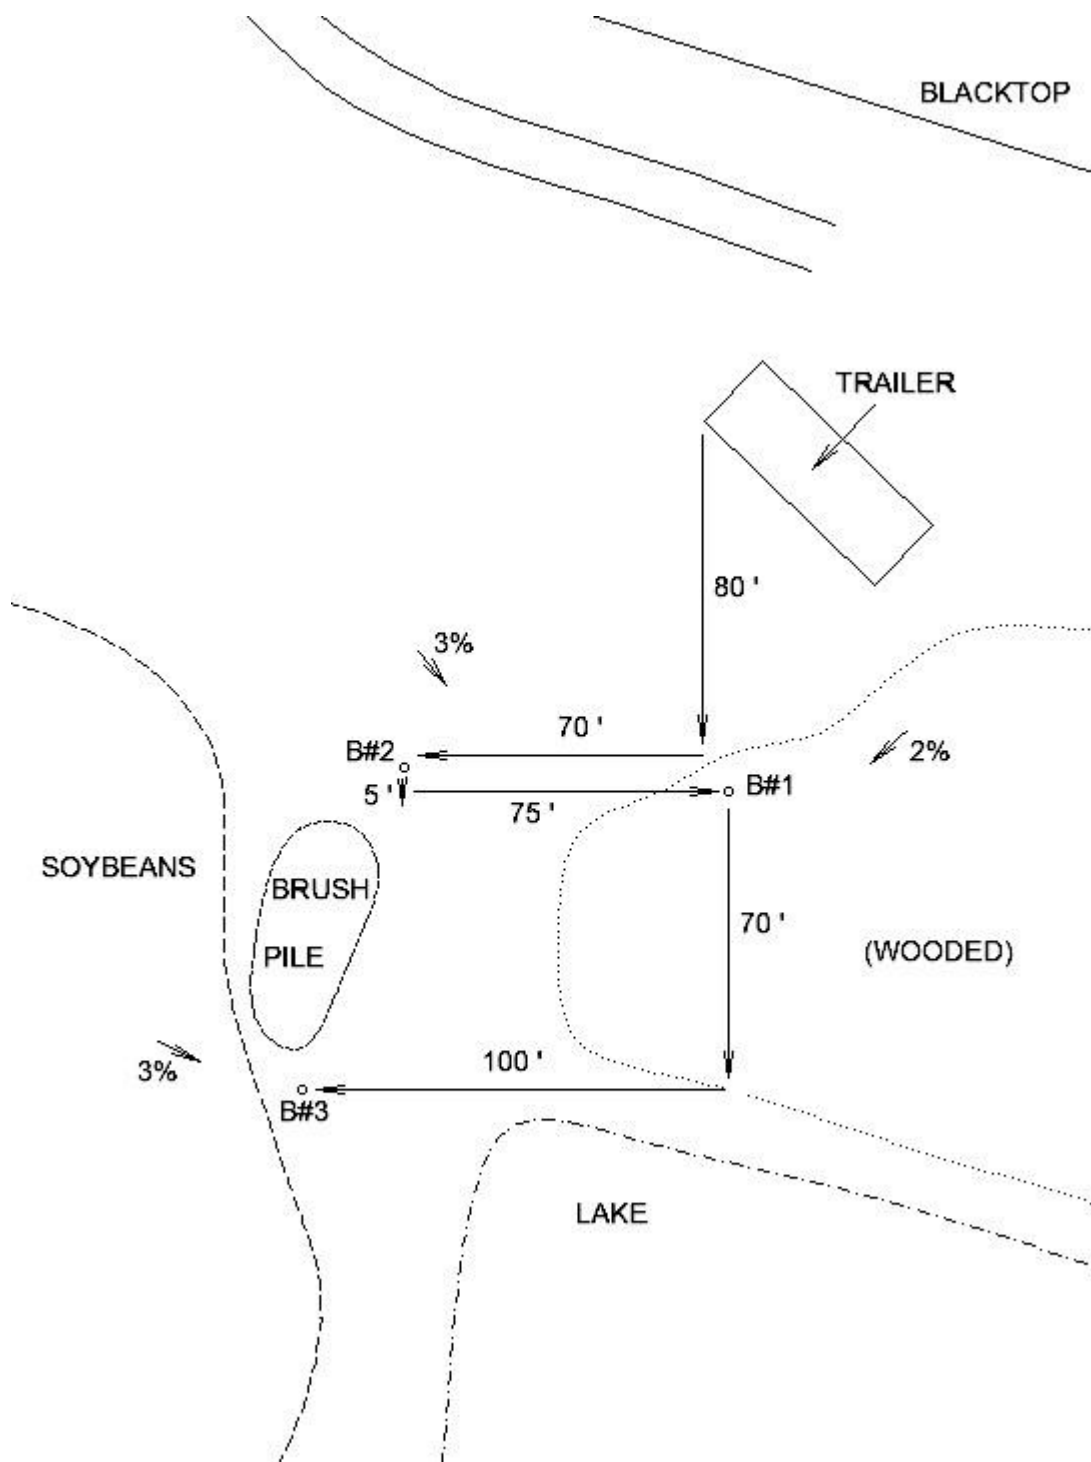 BLACKTOP
TRAILER
80 '
3%
70 '
B#2
2%
B#1
5 '
75 '
SOYBEANS
BRUSH
70 '
PILE
(WOODED)
100 '
3%
B#3
LAKE